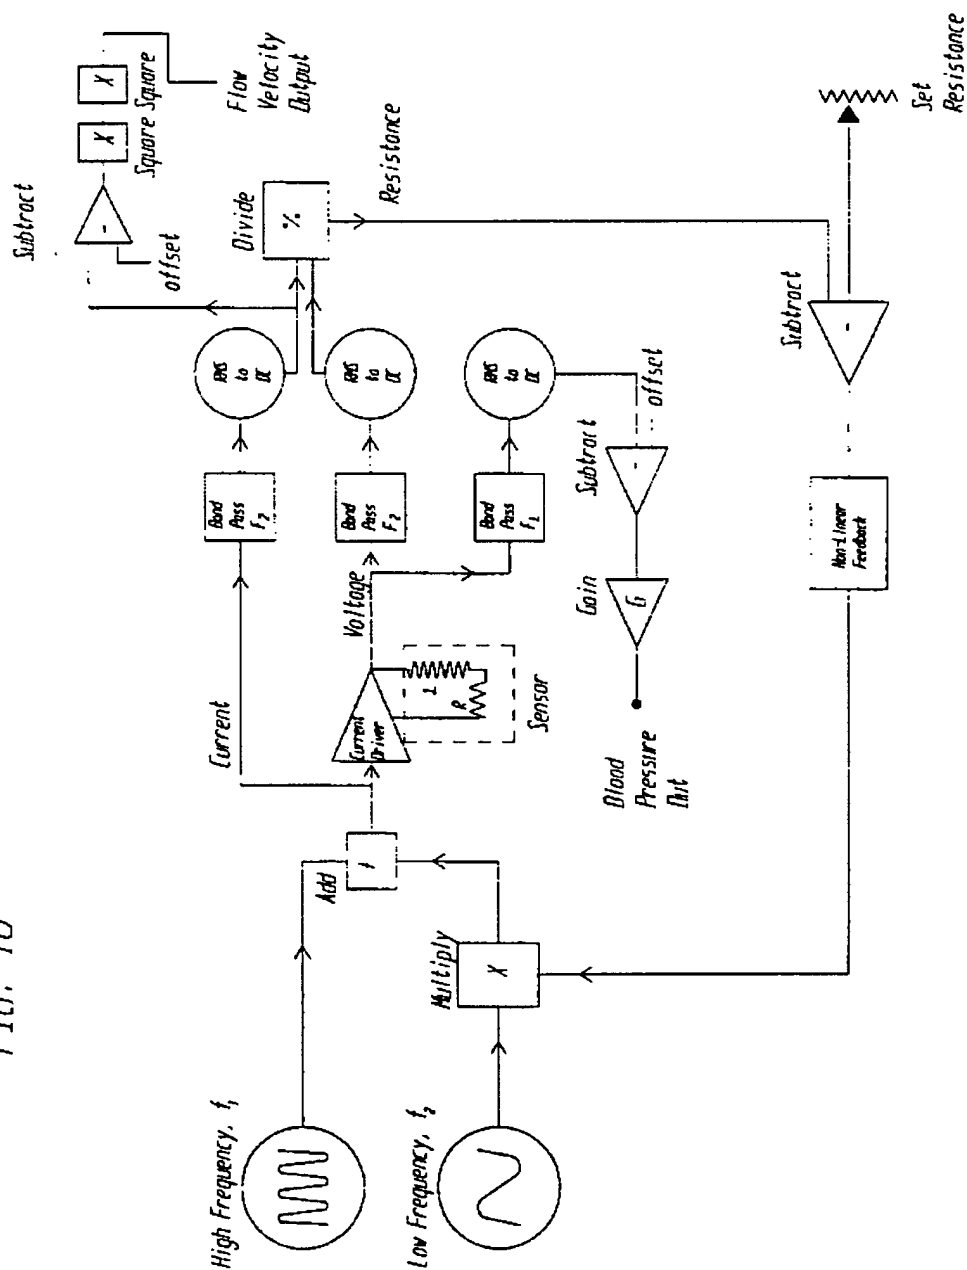 FIG. 10
High Frequency, f1
Low Frequency, f2
Add
Multiply
X
Current
Current
Driver
L
R
Sensor
Voltage
Band
Pass
F2
Band
Pass
F2
Band
Pass
F1
RMS
to
DC
RMS
to
DC
RMS
to
DC
Subtract
-
offset
Square
X
Square
X
Flow
Velocity
Output
Divide
%
Resistance
Subtract
-
offset
Gain
G
Blood
Pressure
Out
Subtract
-
Set
Resistance
Non-Linear
Feedback